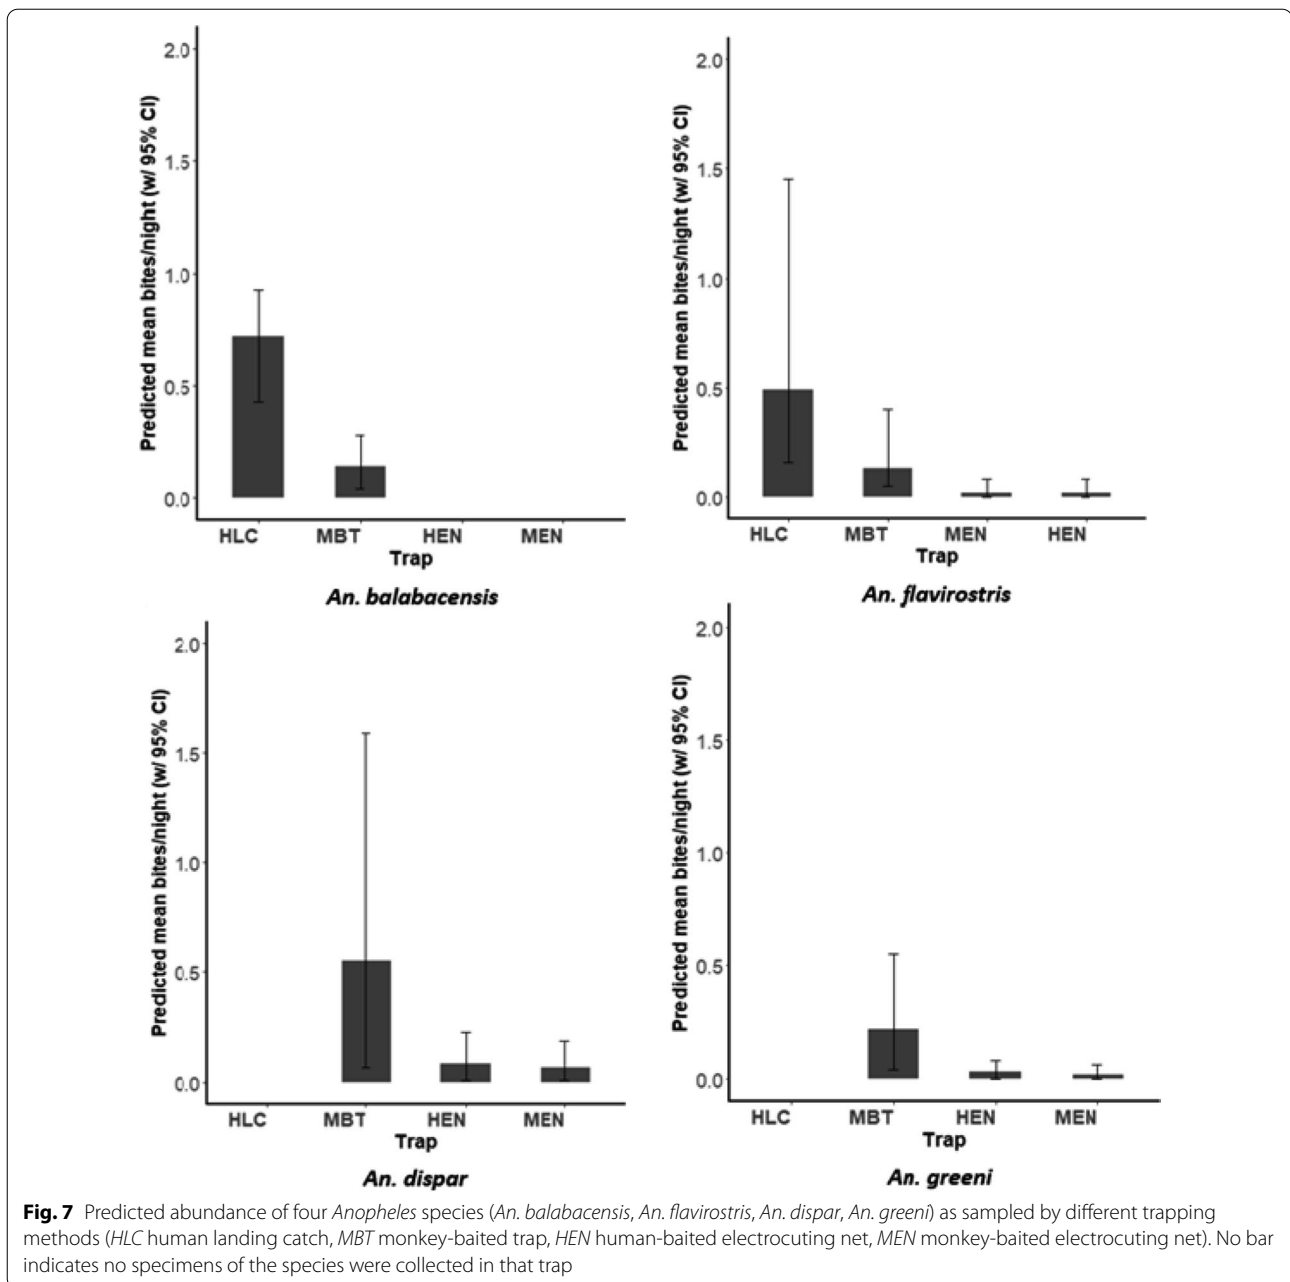 Predicted mean bites/night (w/ 95% CI)
2.0
1.5
1.0
0.5
0.0
HLC MBT HEN MEN
Trap
An. balabacensis
Predicted mean bites/night (w/ 95% CI)
2.0
1.5
1.0
0.5
0.0
HLC MBT MEN HEN
Trap
An. flavirostris
Predicted mean bites/night (w/ 95% CI)
2.0
1.5
1.0
0.5
0.0
HLC MBT HEN MEN
Trap
An. dispar
Predicted mean bites/night (w/ 95% CI)
2.0
1.5
1.0
0.5
0.0
HLC MBT HEN MEN
Trap
An. greeni
Fig. 7 Predicted abundance of four Anopheles species (An. balabacensis, An. flavirostris, An. dispar, An. greeni) as sampled by different trapping
methods (HLC human landing catch, MBT monkey-baited trap, HEN human-baited electrocuting net, MEN monkey-baited electrocuting net). No bar
indicates no specimens of the species were collected in that trap